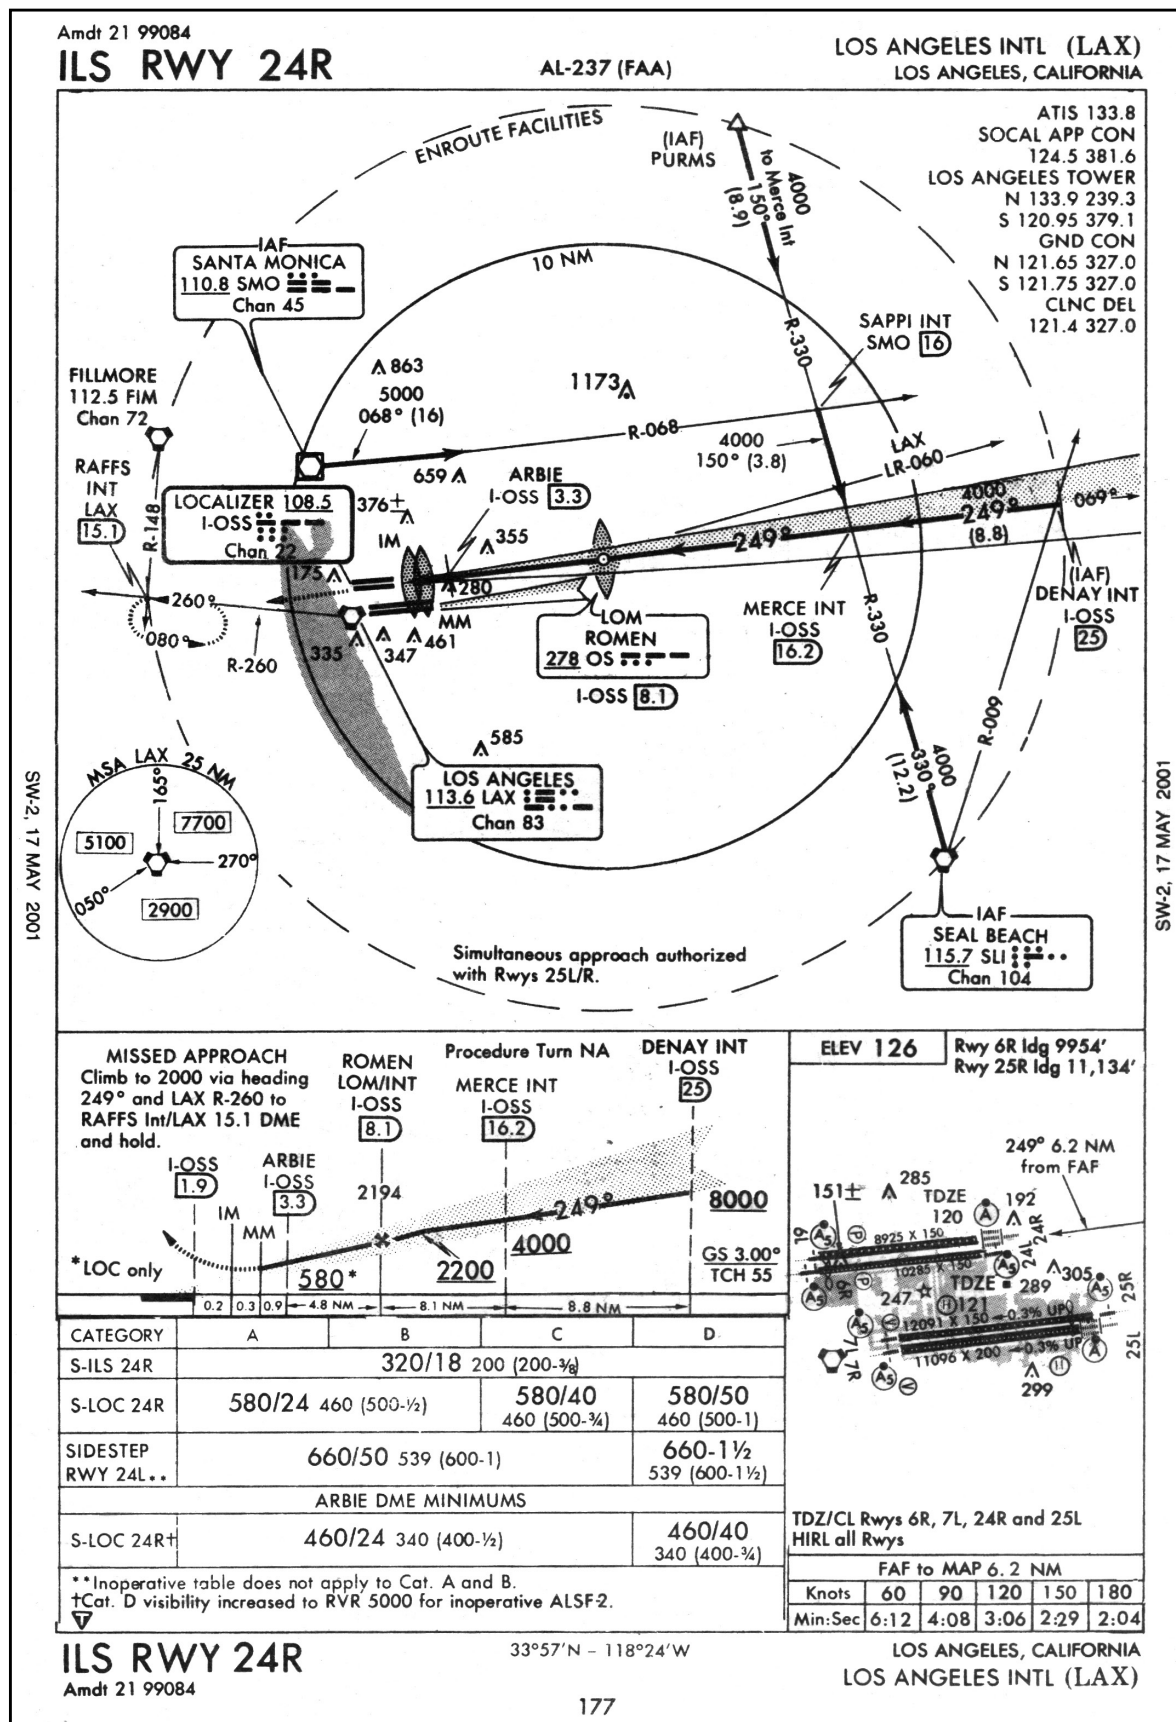 Amdt 21 99084
ILS RWY 24R
AL-237 (FAA)
LOS ANGELES INTL (LAX)
LOS ANGELES, CALIFORNIA
ATIS 133.8
SOCAL APP CON
124.5 381.6
LOS ANGELES TOWER
N 133.9 239.3
S 120.95 379.1
GND CON
N 121.65 327.0
S 121.75 327.0
CLNC DEL
121.4 327.0
ENROUTE FACILITIES
(IAF)
PURMS
4000
to Merce Int
150°
(8.9)
IAF
SANTA MONICA
110.8 SMO
Chan 45
10 NM
R-330
SAPPI INT
SMO 16
FILLMORE
112.5 FIM
Chan 72
863
5000
068° (16)
1173
R-068
4000
150° (3.8)
LAX
LR-060
RAFFS
INT
LAX
15.1
R-148
659
ARBIE
I-OSS 3.3
LOCALIZER 108.5
I-OSS
Chan 22
376±
IM
355
4000
249°
(8.8)
069°
249°
175
280
260°
080°
R-260
MM
335
347
461
LOM
ROMEN
278 OS
I-OSS 8.1
MERCE INT
I-OSS
16.2
R-330
(IAF)
DENAY INT
I-OSS
25
R-009
585
LOS ANGELES
113.6 LAX
Chan 83
4000
330°
(12.2)
MSA LAX 25 NM
165°
5100
7700
270°
050°
2900
IAF
SEAL BEACH
115.7 SLI
Chan 104
Simultaneous approach authorized
with Rwys 25L/R.
SW-2, 17 MAY 2001
SW-2, 17 MAY 2001
MISSED APPROACH
Climb to 2000 via heading
249° and LAX R-260 to
RAFFS Int/LAX 15.1 DME
and hold.
ROMEN
LOM/INT
I-OSS
8.1
Procedure Turn NA
MERCE INT
I-OSS
16.2
DENAY INT
I-OSS
25
I-OSS
1.9
ARBIE
I-OSS
3.3
IM
MM
2194
249°
8000
4000
2200
580*
*LOC only
GS 3.00°
TCH 55
0.2 0.3 0.9 4.8 NM 8.1 NM 8.8 NM
ELEV 126
Rwy 6R ldg 9954'
Rwy 25R ldg 11,134'
249° 6.2 NM
from FAF
151±
285
TDZE
120
A
192
24R
24L
19
A5
P
8925 X 150
10285 X 150
6R
P
A5
TDZE
121
289
305
A5
A5
25R
247
H
12091 X 150 0.3% UP
11096 X 200 0.3% UP
A5
V
7L
7R
A5
V
A
25L
H
299
TDZ/CL Rwys 6R, 7L, 24R and 25L
HIRL all Rwys
CATEGORY A B C D
S-ILS 24R 320/18 200 (200-⅜)
S-LOC 24R 580/24 460 (500-½) 580/40 460 (500-¾) 580/50 460 (500-1)
SIDESTEP RWY 24L** 660/50 539 (600-1) 660-1½ 539 (600-1½)
ARBIE DME MINIMUMS
S-LOC 24R† 460/24 340 (400-½) 460/40 340 (400-¾)
**Inoperative table does not apply to Cat. A and B.
†Cat. D visibility increased to RVR 5000 for inoperative ALSF-2.
T
FAF to MAP 6.2 NM
Knots 60 90 120 150 180
Min:Sec 6:12 4:08 3:06 2:29 2:04
ILS RWY 24R
Amdt 21 99084
33°57'N – 118°24'W
LOS ANGELES, CALIFORNIA
LOS ANGELES INTL (LAX)
177